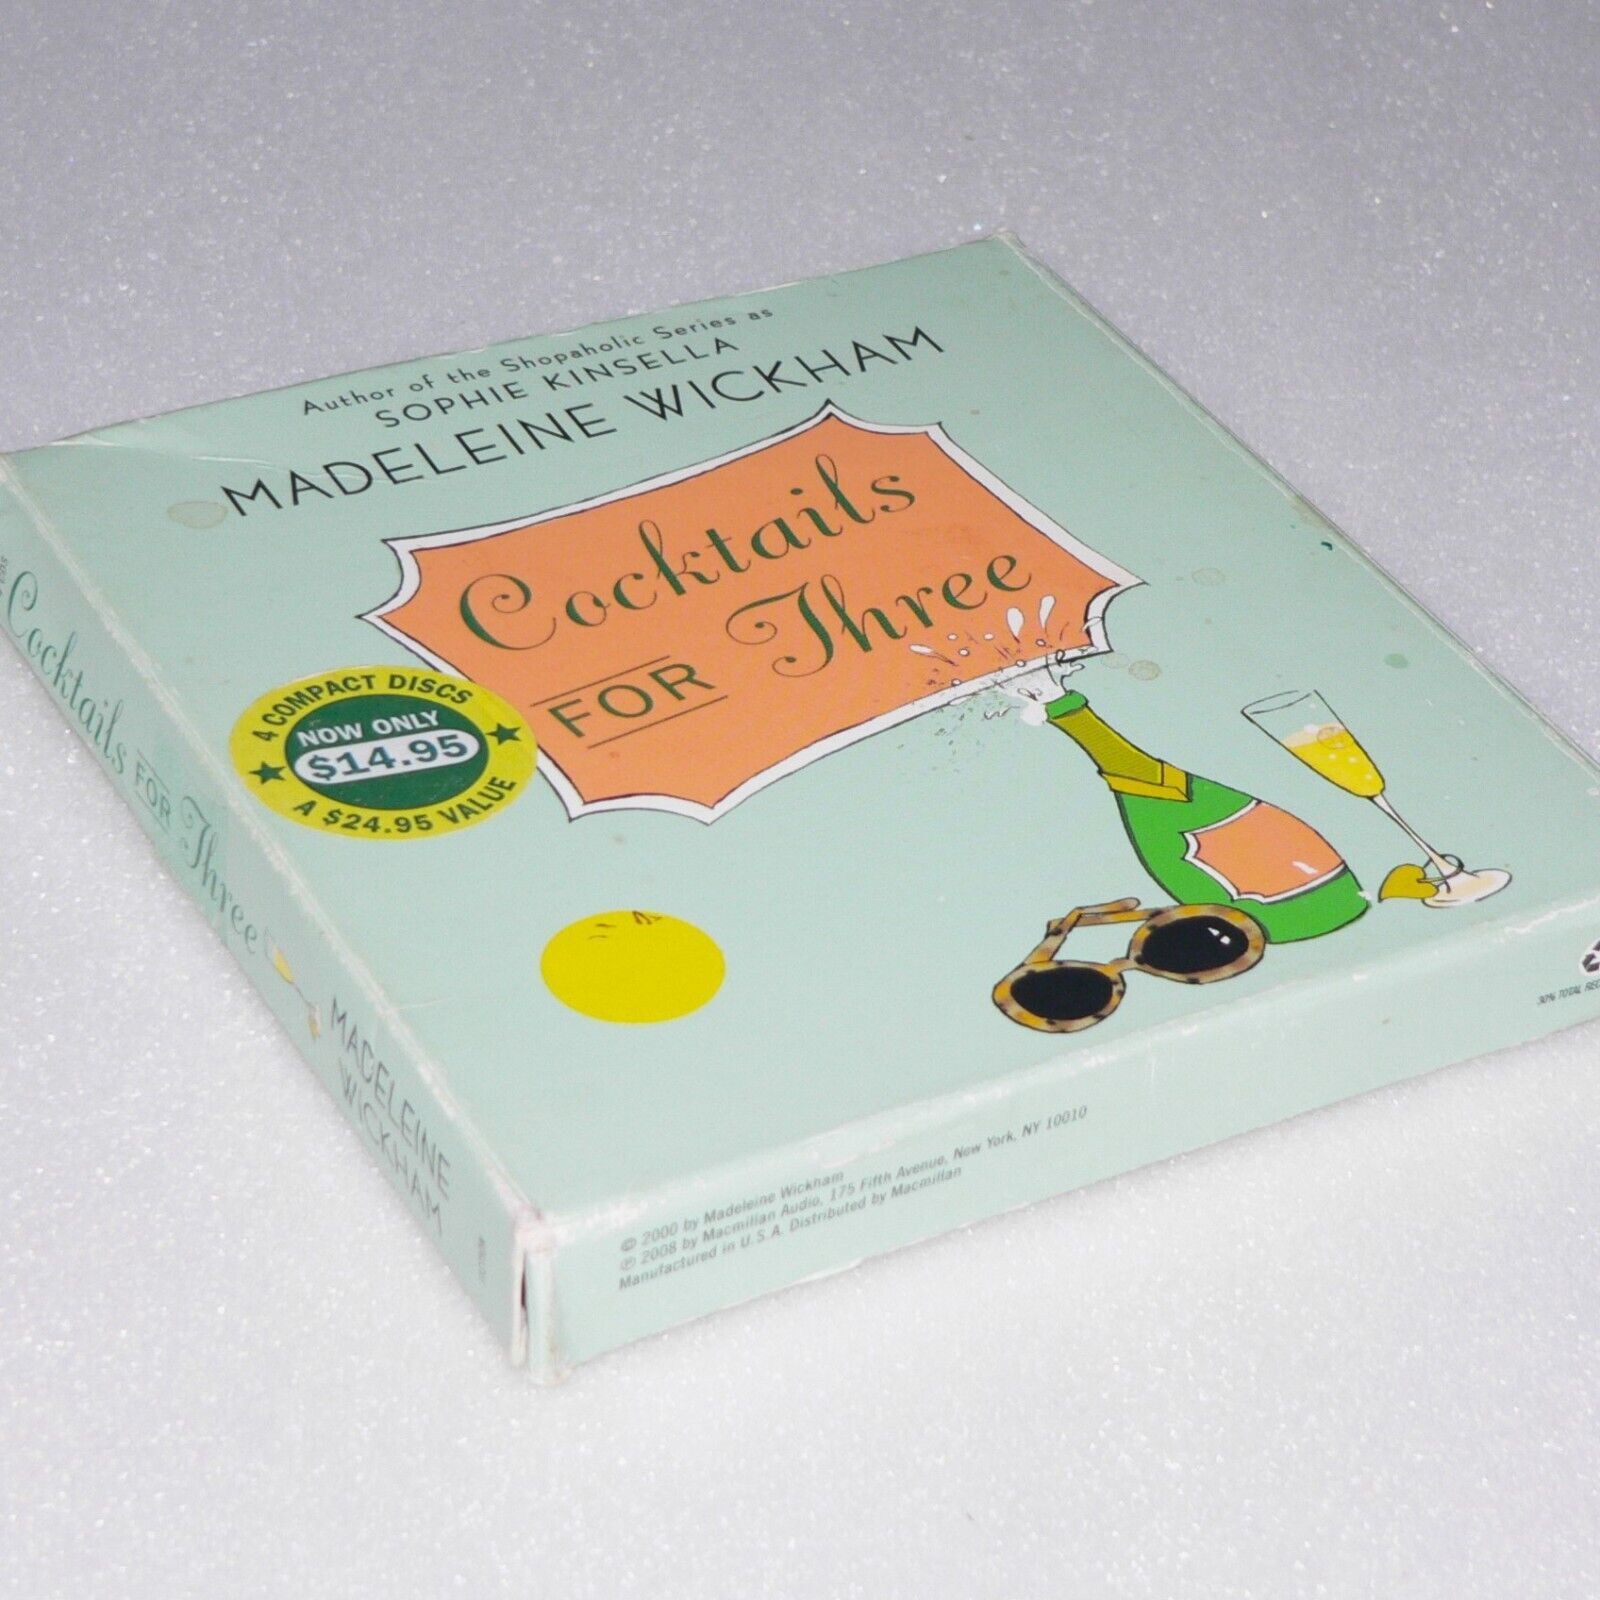 Author of the Shopaholic Series as
SOPHIE KINSELLA
MADELEINE WICKHAM
Cocktails
FOR Three
4 COMPACT DISCS
NOW ONLY
$14.95
A $24.95 VALUE
Cocktails FOR Three
MADELEINE
WICKHAM
© 2000 by Madeleine Wickham
℗ 2008 by Macmillan Audio, 175 Fifth Avenue, New York, NY 10010
Manufactured in U.S.A. Distributed by Macmillan
30% TOTAL